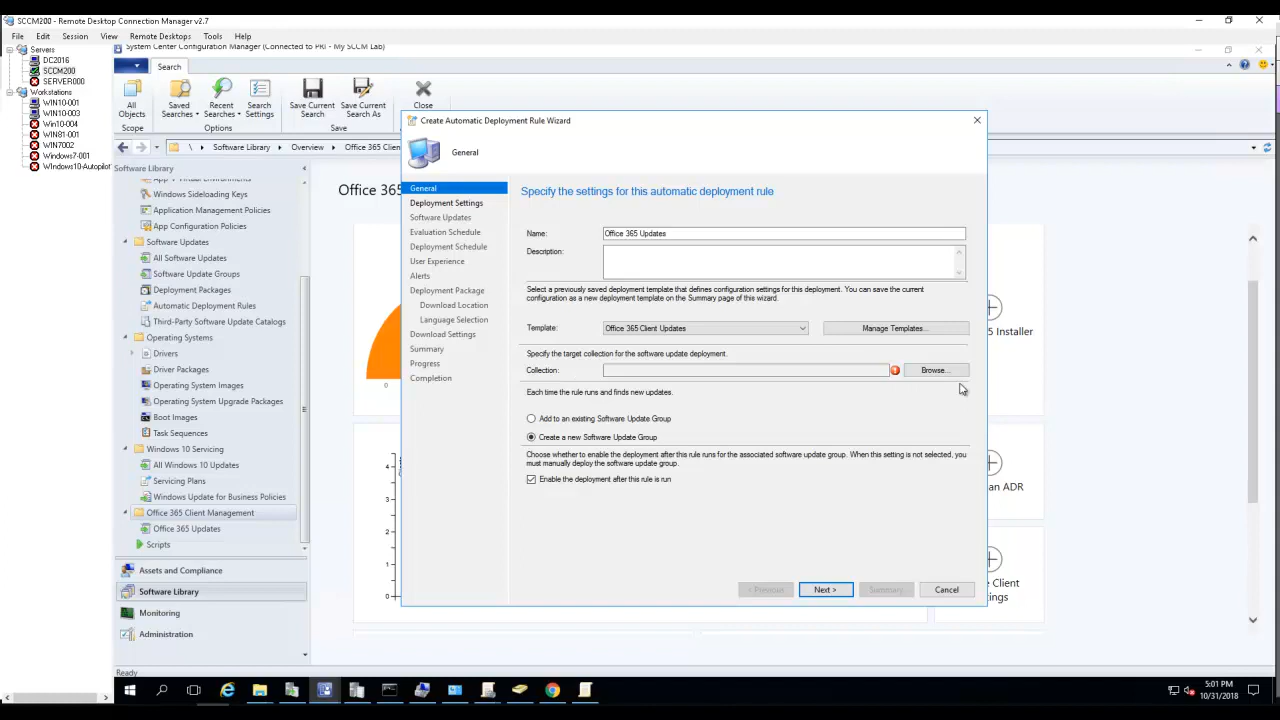 SCCM200 - Remote Desktop Connection Manager v2.7
File Edit Session View Remote Desktops Tools Help
Servers
DC2016
SCCM200
SERVER000
Workstations
WIN10-001
WIN10-003
Win10-004
WIN81-001
WIN7002
Windows7-001
Windows10-Autopilot
System Center Configuration Manager (Connected to PRI - My SCCM Lab)
Search
All Objects
Saved Searches
Recent Searches
Search Settings
Save Current Search
Save Current Search As
Close
Scope Options Save
\ Software Library Overview Office 365 Clien
Software Library
Windows Sideloading Keys
Application Management Policies
App Configuration Policies
Software Updates
All Software Updates
Software Update Groups
Deployment Packages
Automatic Deployment Rules
Third-Party Software Update Catalogs
Operating Systems
Drivers
Driver Packages
Operating System Images
Operating System Upgrade Packages
Boot Images
Task Sequences
Windows 10 Servicing
All Windows 10 Updates
Servicing Plans
Windows Update for Business Policies
Office 365 Client Management
Office 365 Updates
Scripts
Assets and Compliance
Software Library
Monitoring
Administration
Ready
Office 365
0
4
3
2
1
0
5 Installer
an ADR
e Client
ngs
Create Automatic Deployment Rule Wizard
General
General
Deployment Settings
Software Updates
Evaluation Schedule
Deployment Schedule
User Experience
Alerts
Deployment Package
Download Location
Language Selection
Download Settings
Summary
Progress
Completion
Specify the settings for this automatic deployment rule
Name: Office 365 Updates
Description:
Select a previously saved deployment template that defines configuration settings for this deployment. You can save the current
configuration as a new deployment template on the Summary page of this wizard.
Template: Office 365 Client Updates Manage Templates...
Specify the target collection for the software update deployment.
Collection: Browse...
Each time the rule runs and finds new updates.
Add to an existing Software Update Group
Create a new Software Update Group
Choose whether to enable the deployment after this rule runs for the associated software update group. When this setting is not selected, you
must manually deploy the software update group.
Enable the deployment after this rule is run
< Previous Next > Summary Cancel
5:01 PM
10/31/2018